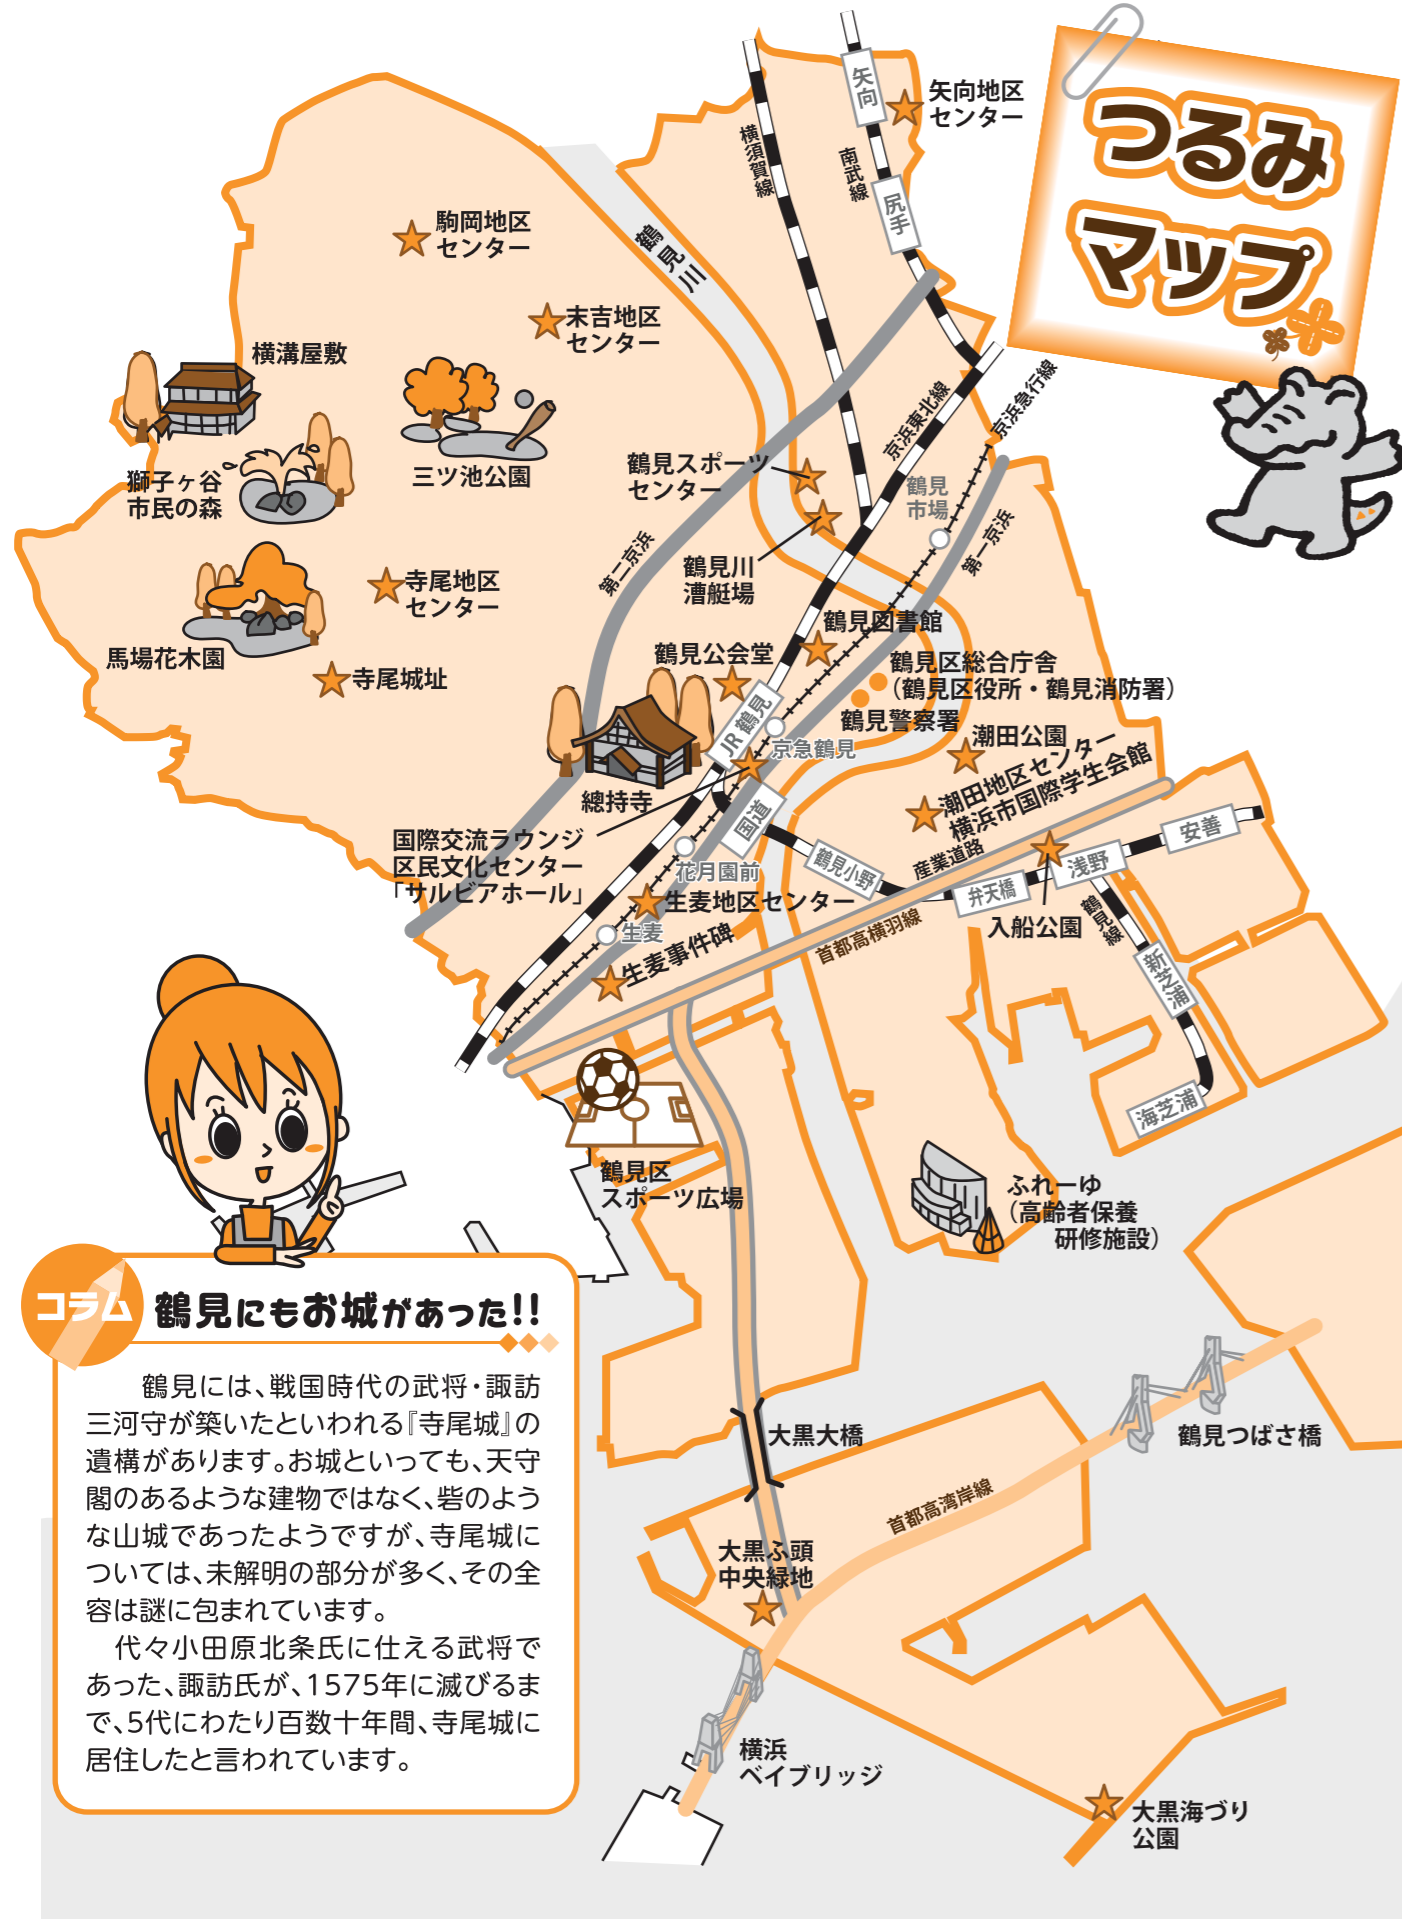 つるみ
マップ
矢向
矢向地区
センター
横須賀線
南武線
尻手
鶴見川
駒岡地区
センター
末吉地区
センター
横溝屋敷
京浜東北線
京浜急行線
三ツ池公園
鶴見スポーツ
センター
鶴見
市場
獅子ヶ谷
市民の森
第二京浜
第一京浜
鶴見川
漕艇場
寺尾地区
センター
鶴見図書館
馬場花木園
鶴見公会堂
鶴見区総合庁舎
（鶴見区役所・鶴見消防署）
寺尾城址
鶴見警察署
JR鶴見
京急鶴見
潮田公園
潮田地区センター
横浜市国際学生会館
總持寺
国道
国際交流ラウンジ
区民文化センター
「サルビアホール」
花月園前
鶴見小野
産業道路
弁天橋
浅野
安善
生麦地区センター
生麦
入船公園
鶴見線
首都高横羽線
生麦事件碑
新芝浦
海芝浦
鶴見区
スポーツ広場
ふれーゆ
（高齢者保養
研修施設）
コラム
鶴見にもお城があった!!
鶴見には、戦国時代の武将・諏訪
三河守が築いたといわれる『寺尾城』の
遺構があります。お城といっても、天守
閣のあるような建物ではなく、砦のよう
な山城であったようですが、寺尾城に
ついては、未解明の部分が多く、その全
容は謎に包まれています。
代々小田原北条氏に仕える武将で
あった、諏訪氏が、1575年に滅びるま
で、5代にわたり百数十年間、寺尾城に
居住したと言われています。
大黒大橋
鶴見つばさ橋
首都高湾岸線
大黒ふ頭
中央緑地
横浜
ベイブリッジ
大黒海づり
公園